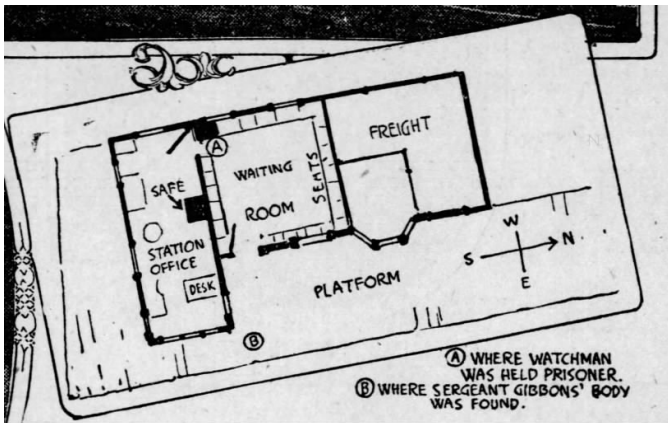 FREIGHT
Ⓐ
WAITING
ROOM
SEATS
SAFE
STATION
OFFICE
DESK
PLATFORM
W
S N
E
Ⓑ
Ⓐ WHERE WATCHMAN
WAS HELD PRISONER.
Ⓑ WHERE SERGEANT GIBBONS' BODY
WAS FOUND.